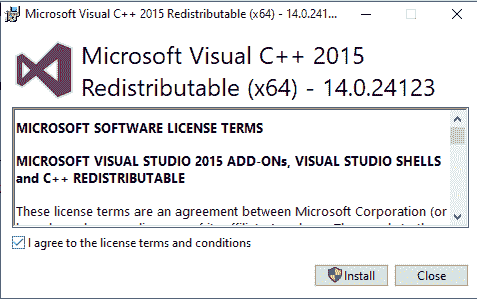 Microsoft Visual C++ 2015 Redistributable (x64) - 14.0.241...
Microsoft Visual C++ 2015
Redistributable (x64) - 14.0.24123
MICROSOFT SOFTWARE LICENSE TERMS
MICROSOFT VISUAL STUDIO 2015 ADD-ONs, VISUAL STUDIO SHELLS
and C++ REDISTRIBUTABLE
These license terms are an agreement between Microsoft Corporation (or
I agree to the license terms and conditions
Install
Close